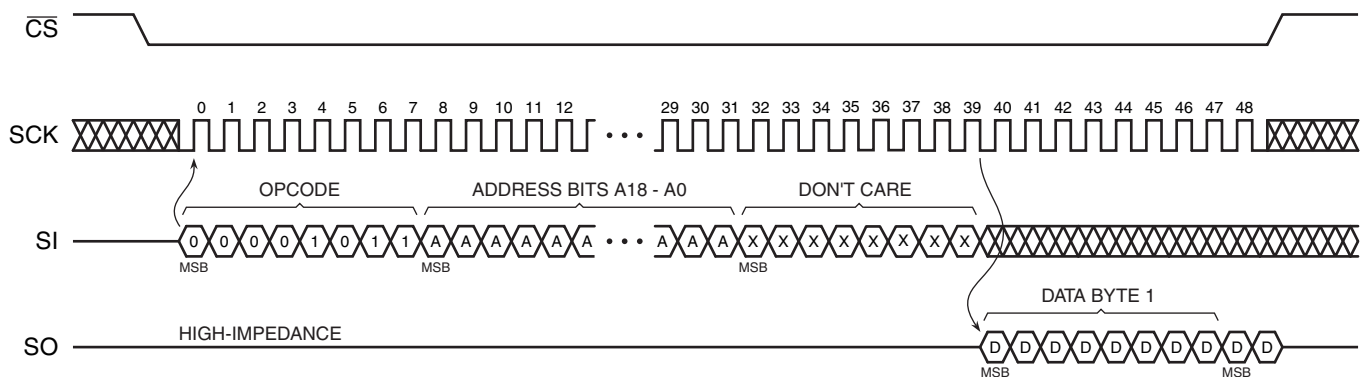 CS
0 1 2 3 4 5 6 7 8 9 10 11 12 29 30 31 32 33 34 35 36 37 38 39 40 41 42 43 44 45 46 47 48
SCK
OPCODE ADDRESS BITS A18 - A0 DON'T CARE
SI 0 0 0 0 1 0 1 1 A A A A A A A A A X X X X X X X X
MSB MSB MSB
DATA BYTE 1
HIGH-IMPEDANCE
SO D D D D D D D D D D
MSB MSB